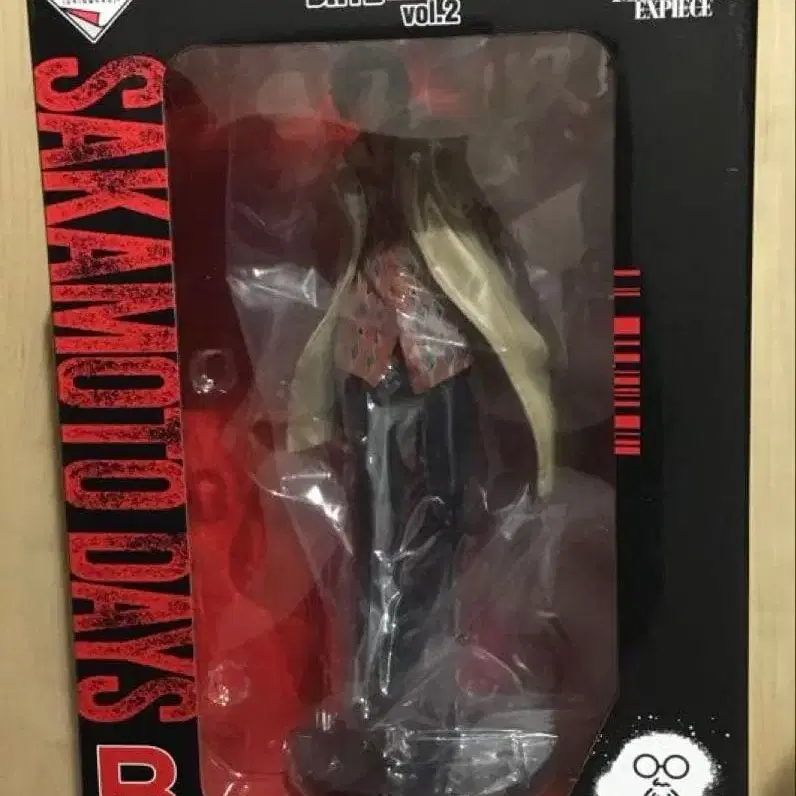 vol.2
EXPIECE
SAKAMOTO DAYS
B